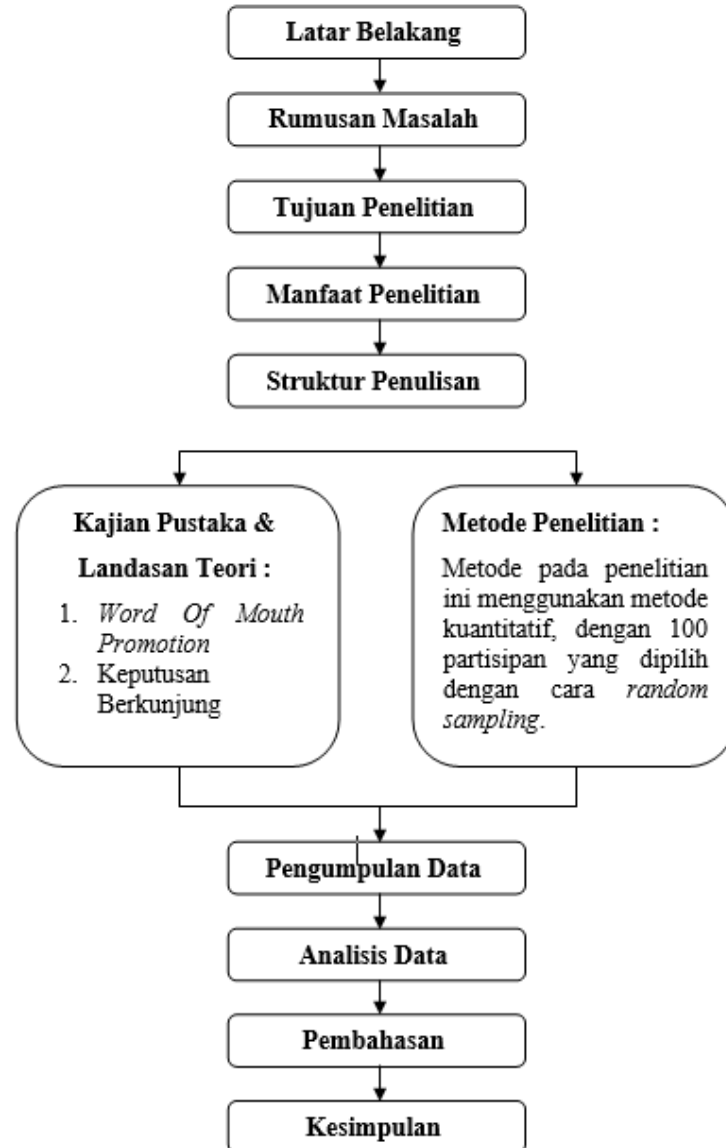 Latar Belakang
Rumusan Masalah
Tujuan Penelitian
Manfaat Penelitian
Struktur Penulisan
Kajian Pustaka &
Landasan Teori :
1. Word Of Mouth
Promotion
2. Keputusan
Berkunjung
Metode Penelitian :
Metode pada penelitian
ini menggunakan metode
kuantitatif, dengan 100
partisipan yang dipilih
dengan cara random
sampling.
Pengumpulan Data
Analisis Data
Pembahasan
Kesimpulan